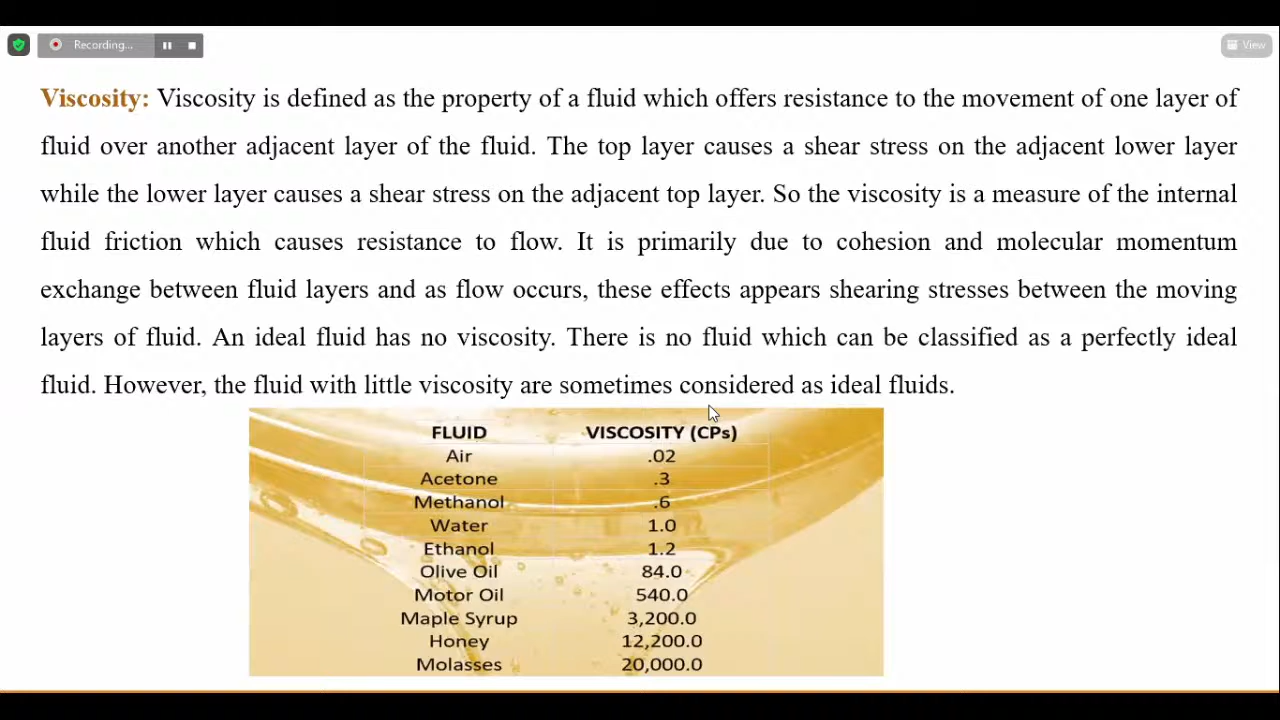 Recording...
View
Viscosity: Viscosity is defined as the property of a fluid which offers resistance to the movement of one layer of
fluid over another adjacent layer of the fluid. The top layer causes a shear stress on the adjacent lower layer
while the lower layer causes a shear stress on the adjacent top layer. So the viscosity is a measure of the internal
fluid friction which causes resistance to flow. It is primarily due to cohesion and molecular momentum
exchange between fluid layers and as flow occurs, these effects appears shearing stresses between the moving
layers of fluid. An ideal fluid has no viscosity. There is no fluid which can be classified as a perfectly ideal
fluid. However, the fluid with little viscosity are sometimes considered as ideal fluids.
FLUID VISCOSITY (CPs)
Air .02
Acetone .3
Methanol .6
Water 1.0
Ethanol 1.2
Olive Oil 84.0
Motor Oil 540.0
Maple Syrup 3,200.0
Honey 12,200.0
Molasses 20,000.0